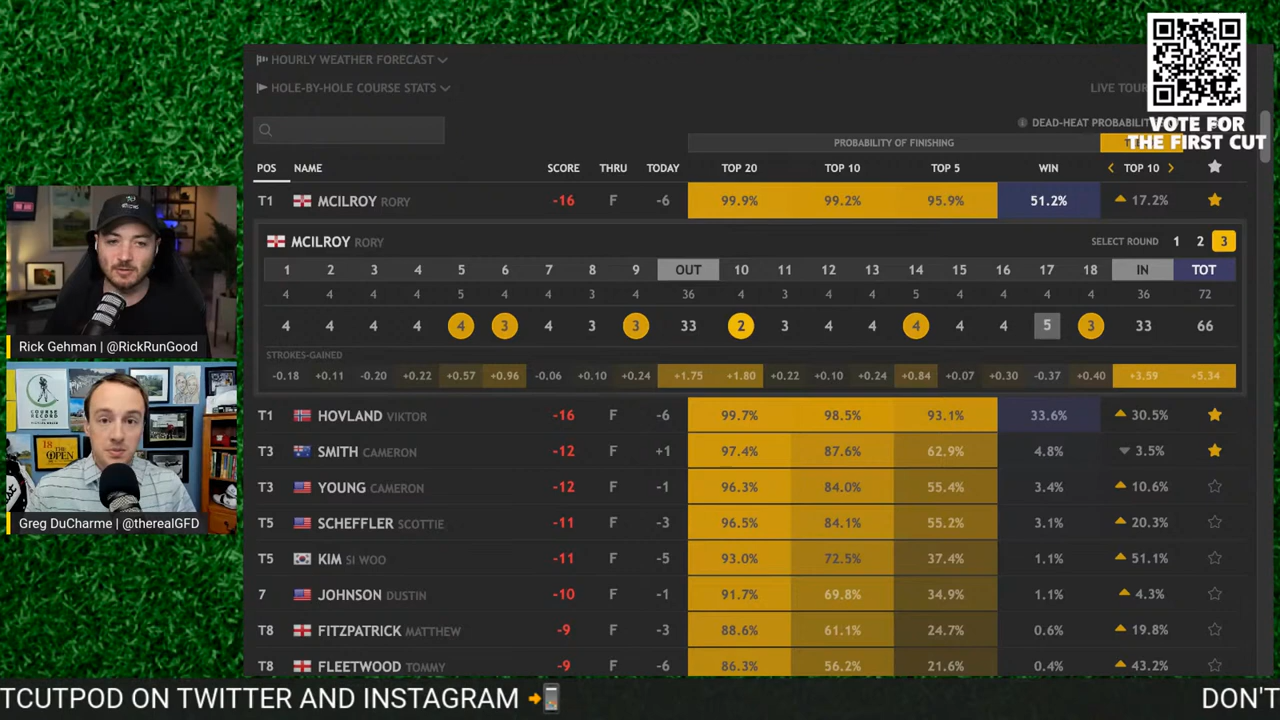 HOURLY WEATHER FORECAST
HOLE-BY-HOLE COURSE STATS
LIVE TOUR
VOTE FOR
THE FIRST CUT
DEAD-HEAT PROBABILIT
PROBABILITY OF FINISHING
POS NAME SCORE THRU TODAY TOP 20 TOP 10 TOP 5 WIN < TOP 10 >
T1 MCILROY RORY -16 F -6 99.9% 99.2% 95.9% 51.2% 17.2%
MCILROY RORY SELECT ROUND 1 2 3
1 2 3 4 5 6 7 8 9 OUT 10 11 12 13 14 15 16 17 18 IN TOT
4 4 4 4 5 4 4 3 4 36 4 3 4 4 5 4 4 4 4 36 72
4 4 4 4 4 3 4 3 3 33 2 3 4 4 4 4 4 5 3 33 66
STROKES-GAINED
-0.18 +0.11 -0.20 +0.22 +0.57 +0.96 -0.06 +0.10 +0.24 +1.75 +1.80 +0.22 +0.10 +0.24 +0.84 +0.07 +0.30 -0.37 +0.40 +3.59 +5.34
T1 HOVLAND VIKTOR -16 F -6 99.7% 98.5% 93.1% 33.6% 30.5%
T3 SMITH CAMERON -12 F +1 97.4% 87.6% 62.9% 4.8% 3.5%
T3 YOUNG CAMERON -12 F -1 96.3% 84.0% 55.4% 3.4% 10.6%
T5 SCHEFFLER SCOTTIE -11 F -3 96.5% 84.1% 55.2% 3.1% 20.3%
T5 KIM SI WOO -11 F -5 93.0% 72.5% 37.4% 1.1% 51.1%
7 JOHNSON DUSTIN -10 F -1 91.7% 69.8% 34.9% 1.1% 4.3%
T8 FITZPATRICK MATTHEW -9 F -3 88.6% 61.1% 24.7% 0.6% 19.8%
T8 FLEETWOOD TOMMY -9 F -6 86.3% 56.2% 21.6% 0.4% 43.2%
Rick Gehman | @RickRunGood
18 THE OPEN
Greg DuCharme | @therealGFD
TCUTPOD ON TWITTER AND INSTAGRAM DON'T